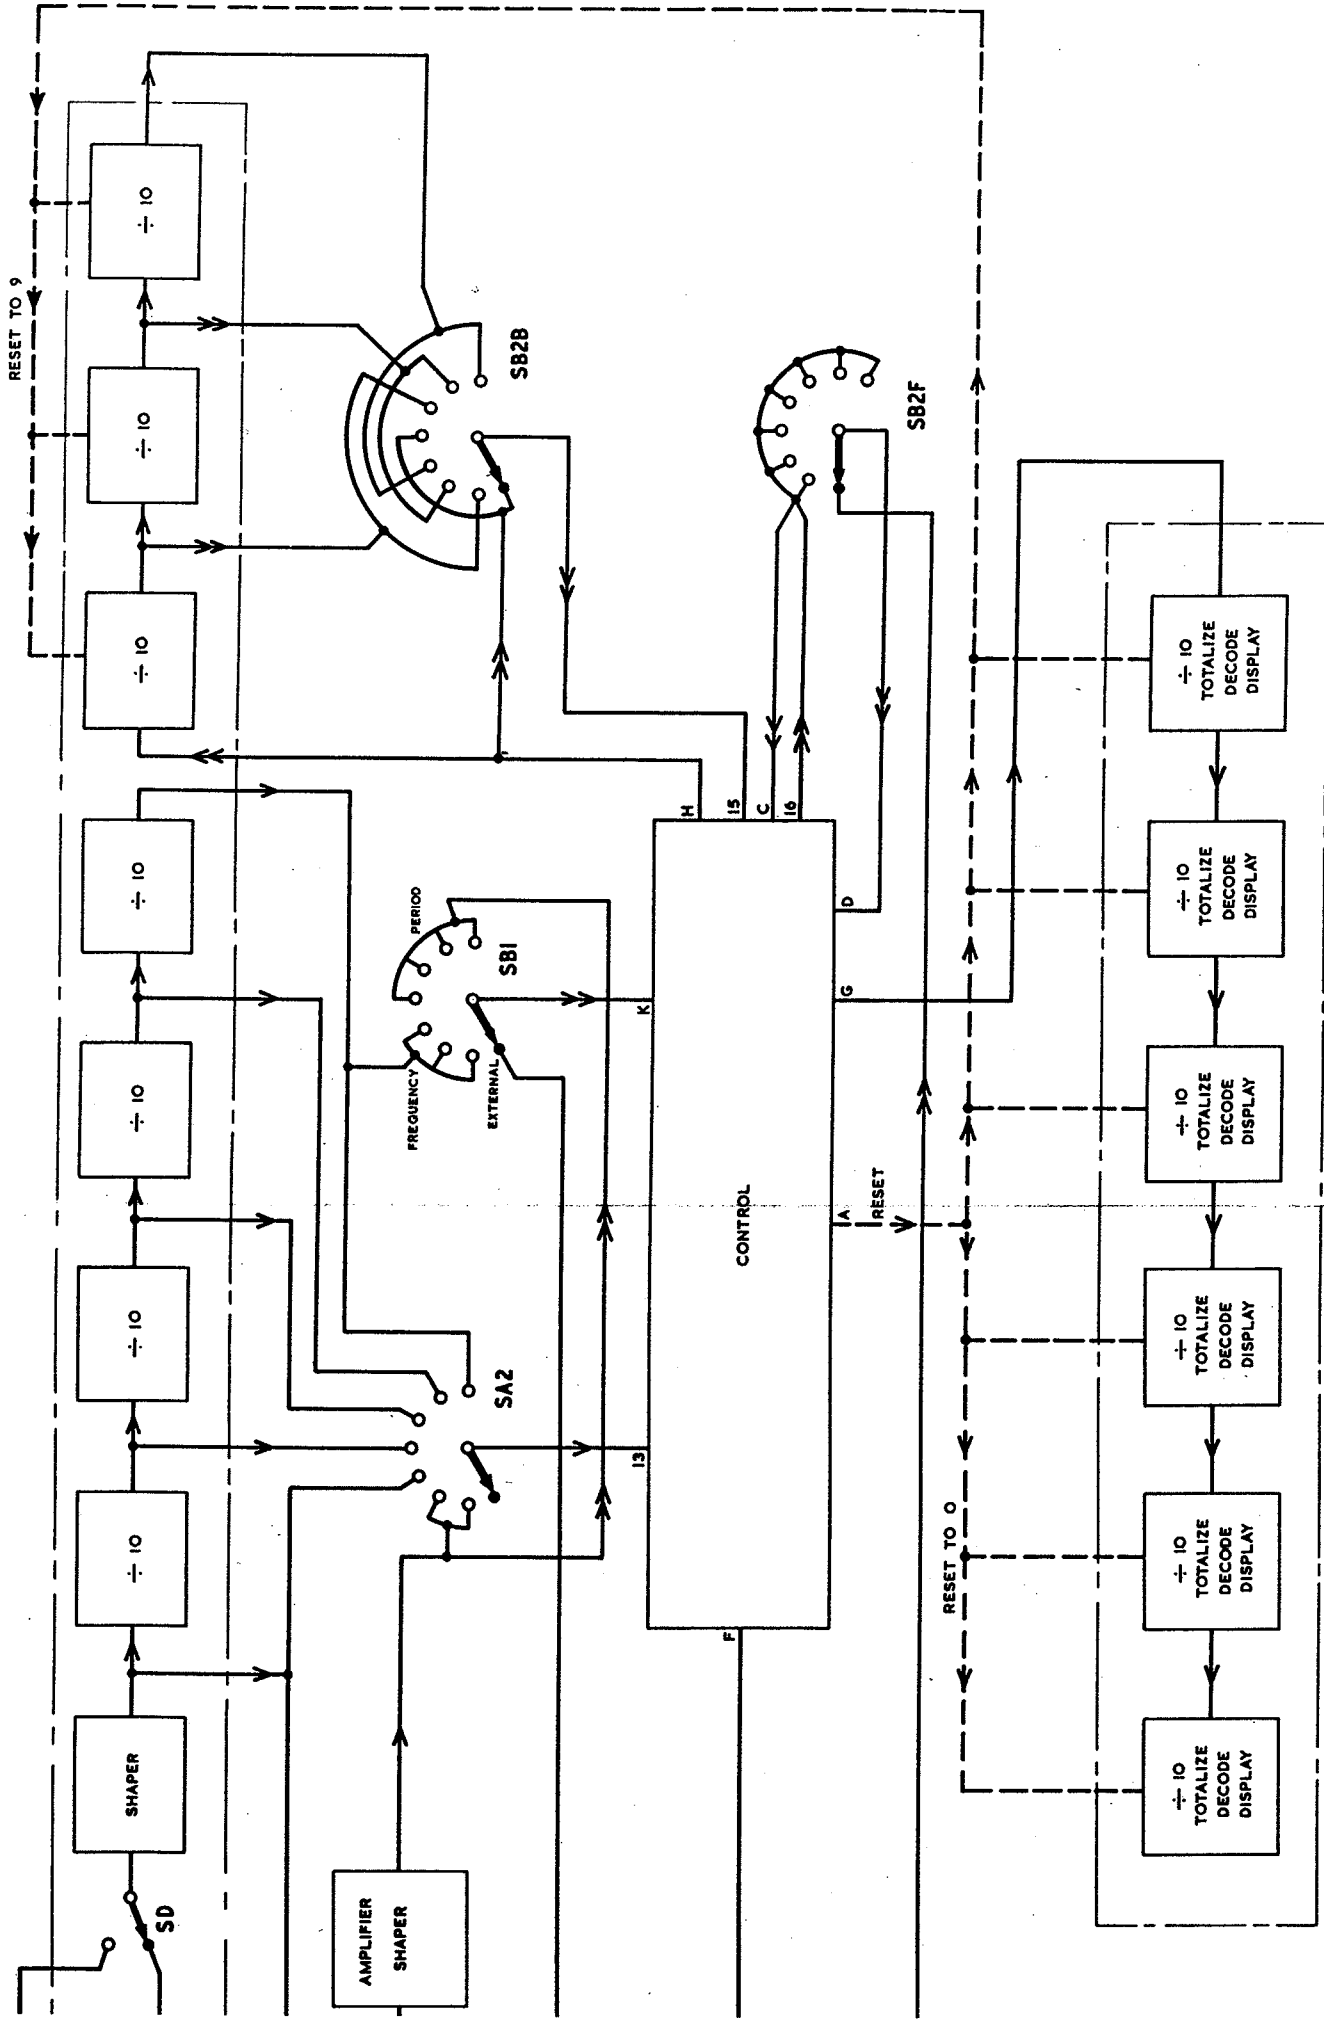 SD
SHAPER
÷ 10
÷ 10
÷ 10
÷ 10
÷ 10
÷ 10
÷ 10
RESET TO 9
AMPLIFIER
SHAPER
SA2
FREGUENCY
PERIOD
EXTERNAL
SB1
SB2B
SB2F
CONTROL
F
13
K
H
15
C
16
D
G
A
RESET
RESET TO 0
÷ 10
TOTALIZE
DECODE
DISPLAY
÷ 10
TOTALIZE
DECODE
DISPLAY
÷ 10
TOTALIZE
DECODE
DISPLAY
÷ 10
TOTALIZE
DECODE
DISPLAY
÷ 10
TOTALIZE
DECODE
DISPLAY
÷ 10
TOTALIZE
DECODE
DISPLAY